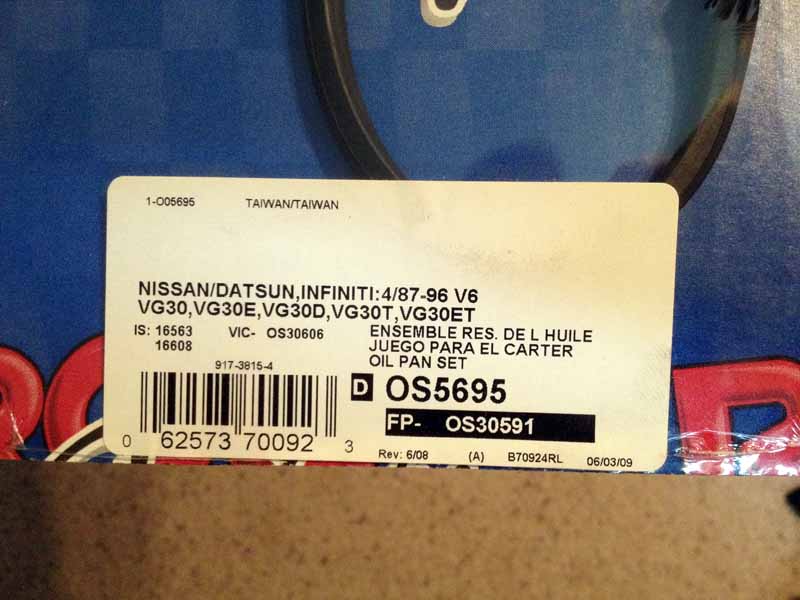 1-O05695 TAIWAN/TAIWAN
NISSAN/DATSUN,INFINITI:4/87-96 V6
VG30,VG30E,VG30D,VG30T,VG30ET
IS: 16563 VIC- OS30606 ENSEMBLE RES. DE L HUILE
16608 JUEGO PARA EL CARTER
OIL PAN SET
917-3815-4
D OS5695
FP- OS30591
0 62573 70092 3
Rev: 6/08 (A) B70924RL 06/03/09